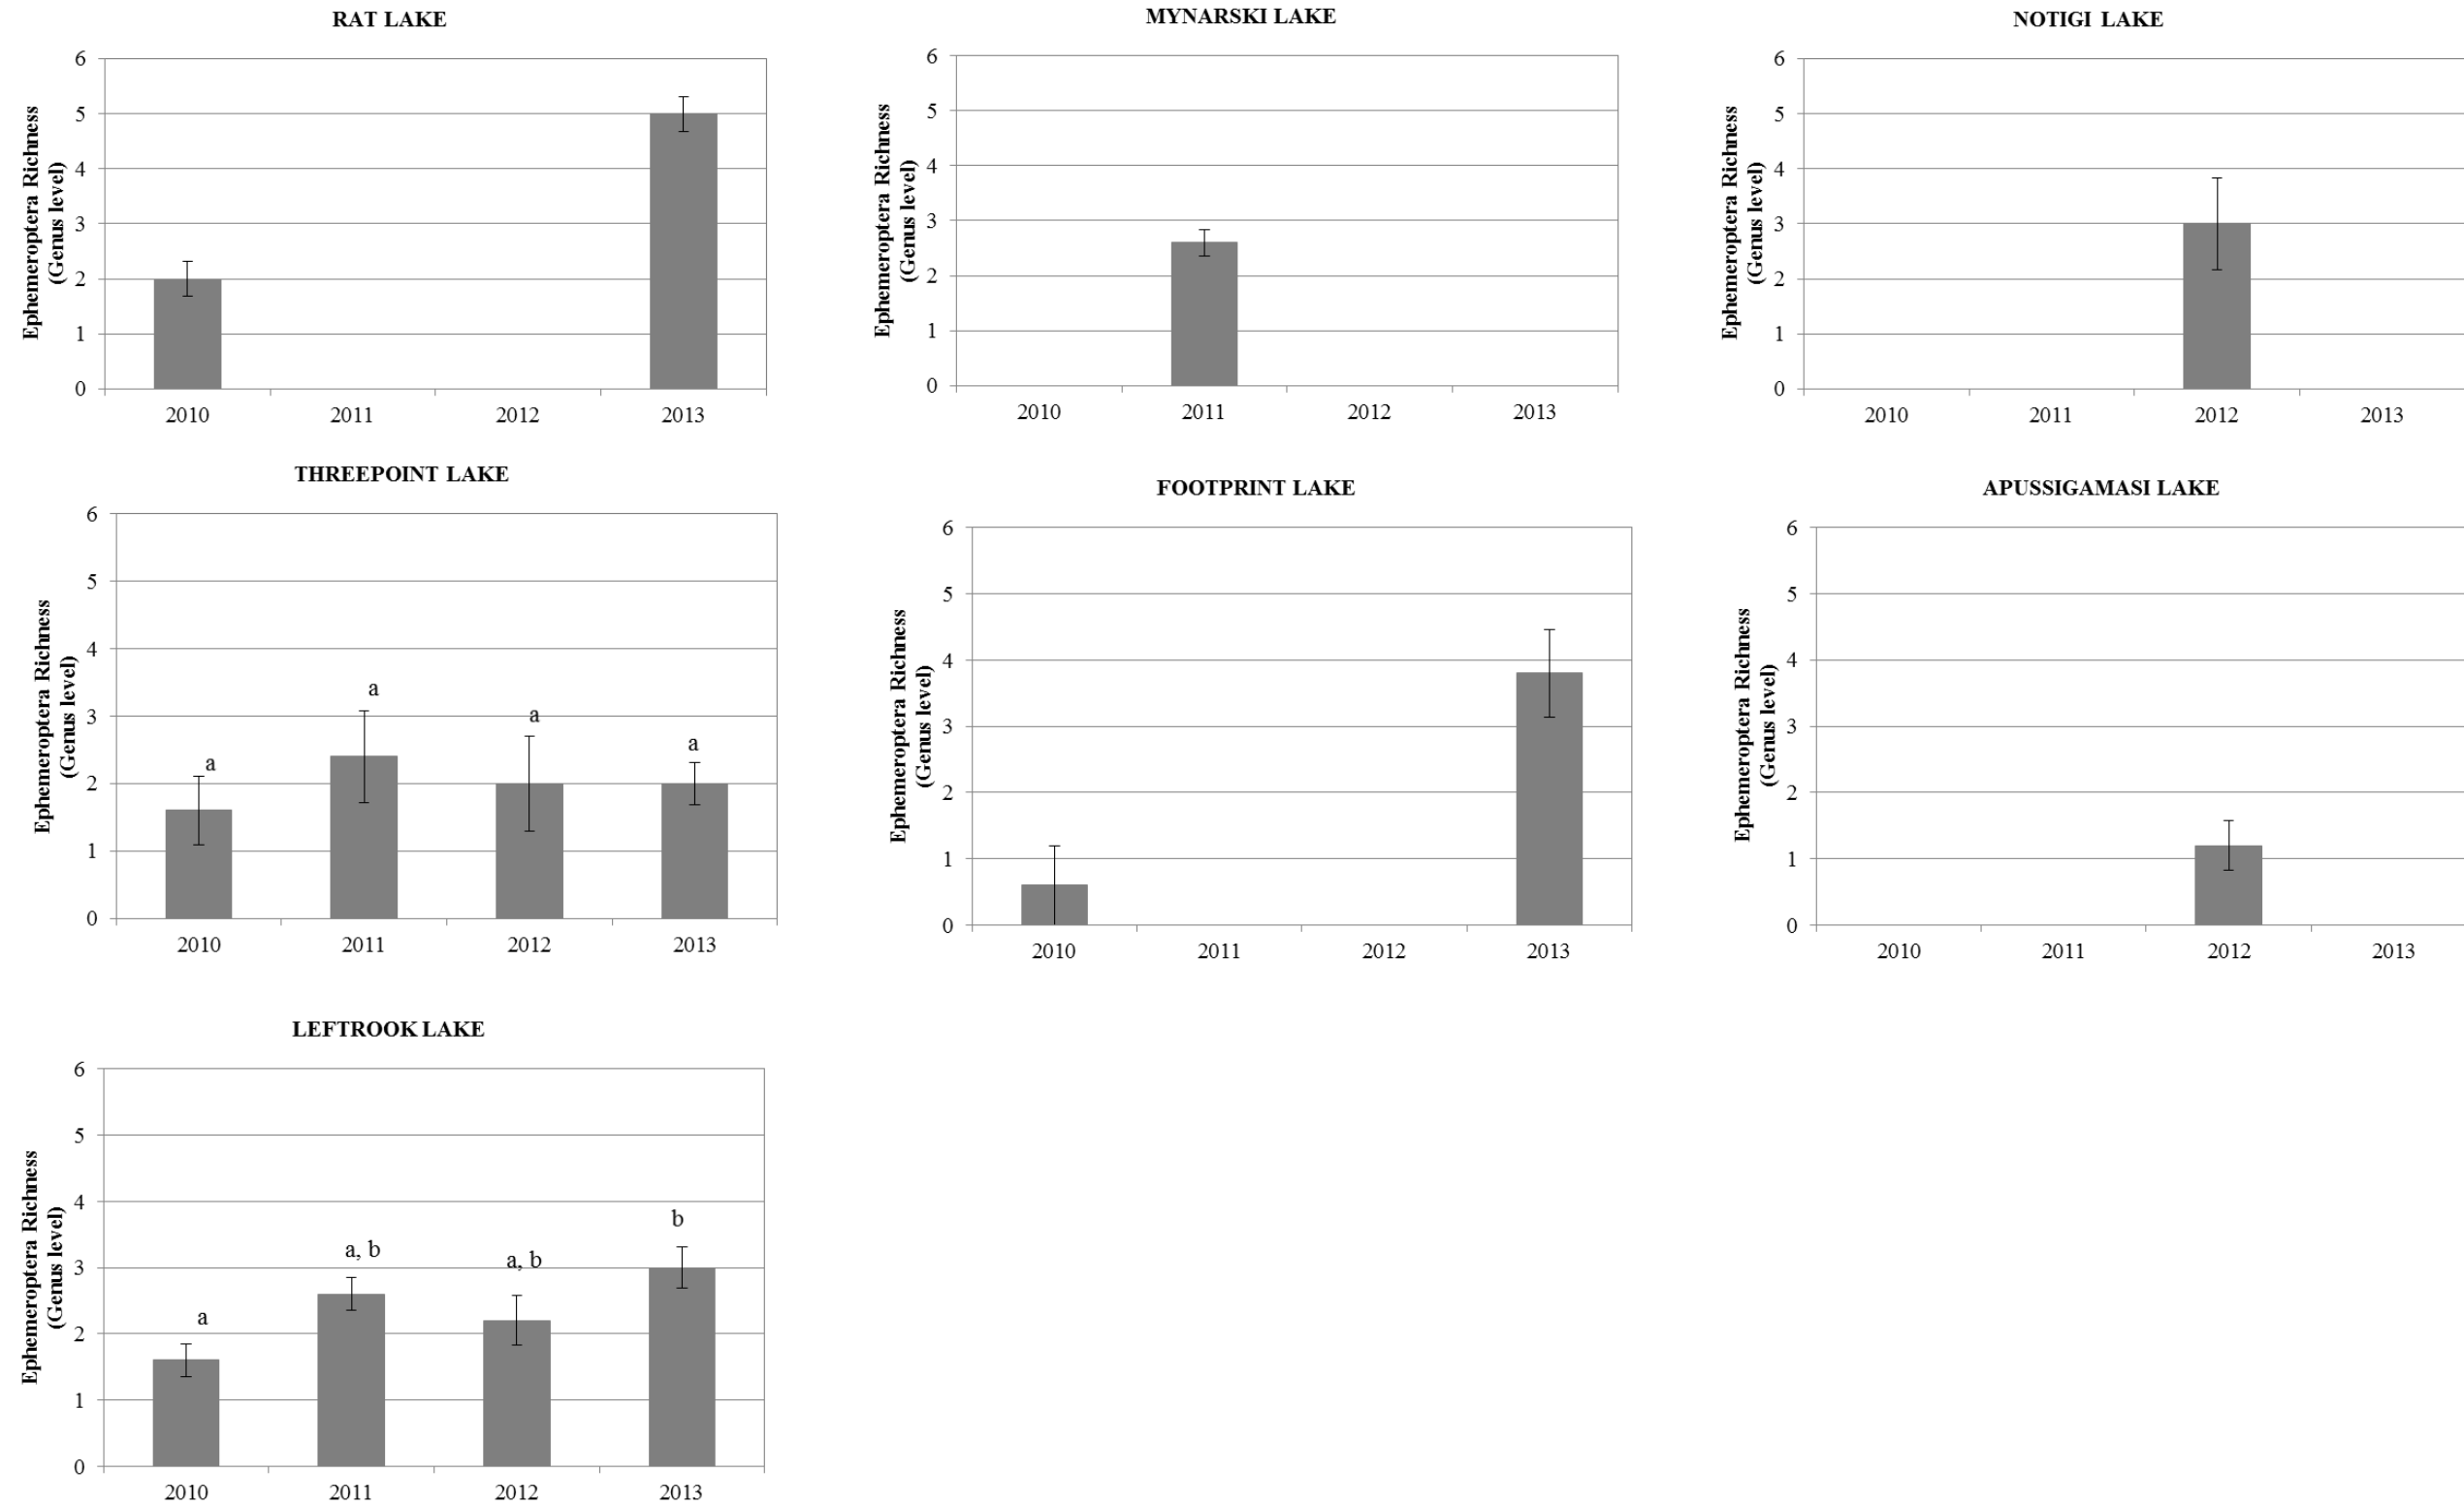 RAT LAKE
Ephemeroptera Richness
(Genus level)
6
5
4
3
2
1
0
2010 2011 2012 2013
MYNARSKI LAKE
Ephemeroptera Richness
(Genus level)
6
5
4
3
2
1
0
2010 2011 2012 2013
NOTIGI LAKE
Ephemeroptera Richness
(Genus level)
6
5
4
3
2
1
0
2010 2011 2012 2013
THREEPOINT LAKE
Ephemeroptera Richness
(Genus level)
6
5
4
3
2
1
0
a a a a
2010 2011 2012 2013
FOOTPRINT LAKE
Ephemeroptera Richness
(Genus level)
6
5
4
3
2
1
0
2010 2011 2012 2013
APUSSIGAMASI LAKE
Ephemeroptera Richness
(Genus level)
6
5
4
3
2
1
0
2010 2011 2012 2013
LEFTROOK LAKE
Ephemeroptera Richness
(Genus level)
6
5
4
3
2
1
0
a a, b a, b b
2010 2011 2012 2013